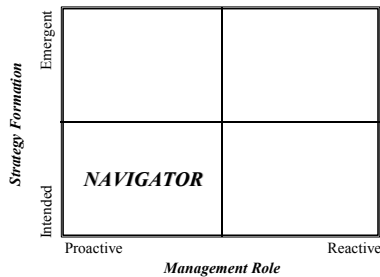 Emergent
Strategy Formation
Intended
NAVIGATOR
Proactive
Reactive
Management Role